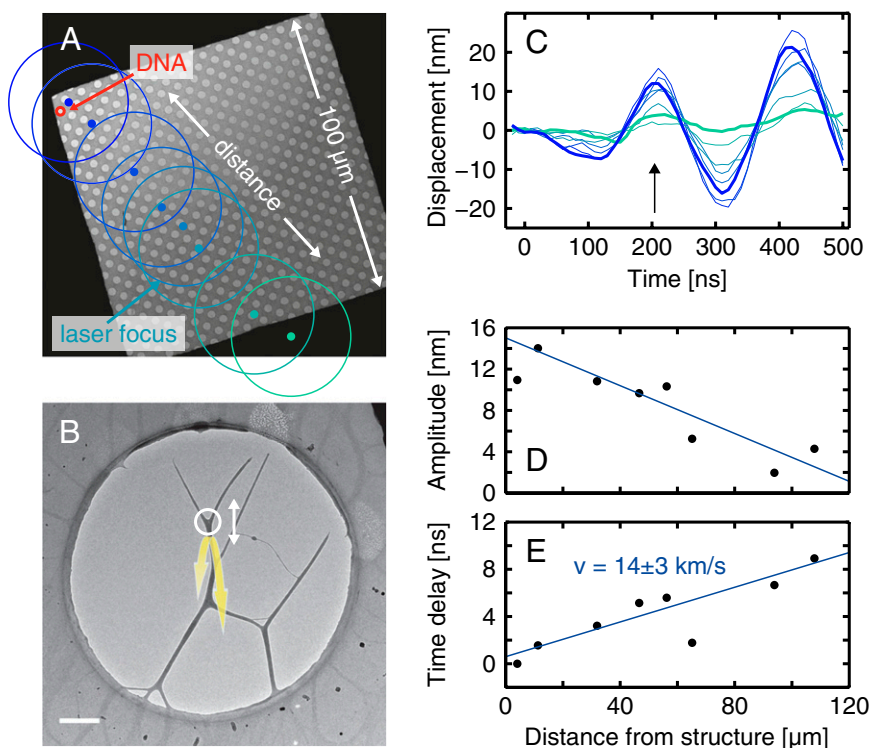 A
DNA
distance
100 µm
laser focus
B
C
Displacement [nm]
20
10
0
−10
−20
0 100 200 300 400 500
Time [ns]
D
Amplitude [nm]
16
12
8
4
0
E
v = 14±3 km/s
Time delay [ns]
12
8
4
0
0 40 80 120
Distance from structure [µm]